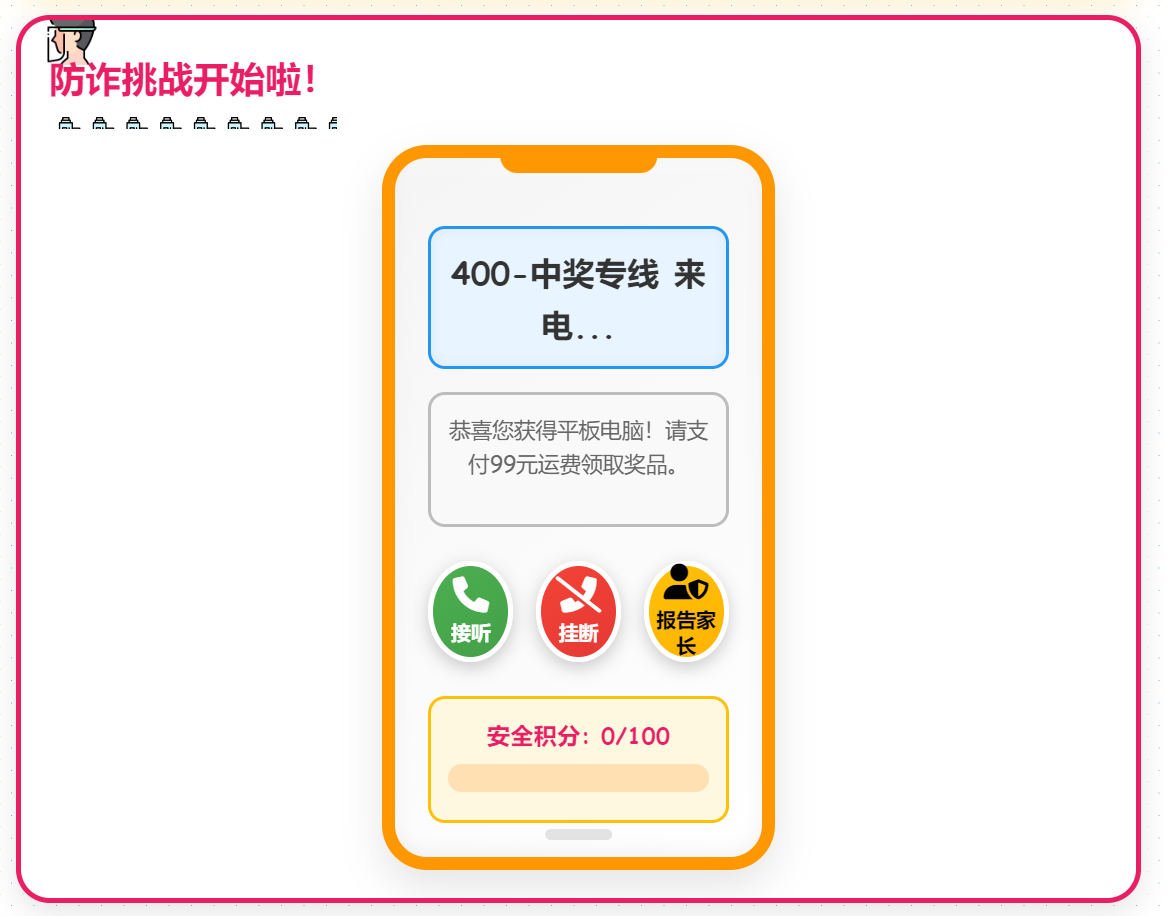 防诈挑战开始啦！
400-中奖专线 来
电...
恭喜您获得平板电脑！请支
付99元运费领取奖品。
接听
挂断
报告家
长
安全积分：0/100